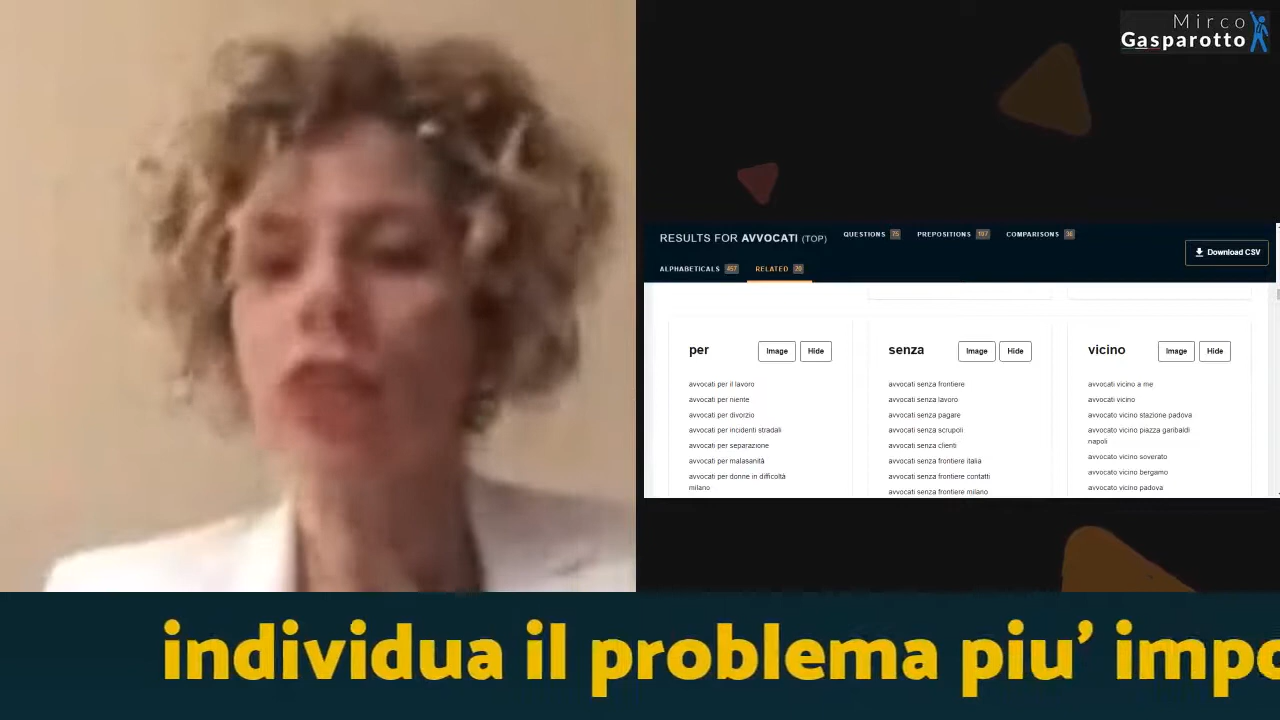 Mirco
Gasparotto
RESULTS FOR AVVOCATI (TOP)
QUESTIONS 75
PREPOSITIONS 197
COMPARISONS 36
ALPHABETICALS 457
RELATED 20
Download CSV
per
Image
Hide
avvocati per il lavoro
avvocati per niente
avvocati per divorzio
avvocati per incidenti stradali
avvocati per separazione
avvocati per malasanità
avvocati per donne in difficoltà
milano
senza
Image
Hide
avvocati senza frontiere
avvocati senza lavoro
avvocati senza pagare
avvocati senza scrupoli
avvocati senza clienti
avvocati senza frontiere italia
avvocati senza frontiere contatti
avvocati senza frontiere milano
vicino
Image
Hide
avvocati vicino a me
avvocati vicino
avvocato vicino stazione padova
avvocato vicino piazza garibaldi
napoli
avvocato vicino soverato
avvocato vicino bergamo
avvocato vicino padova
individua il problema piu' impo